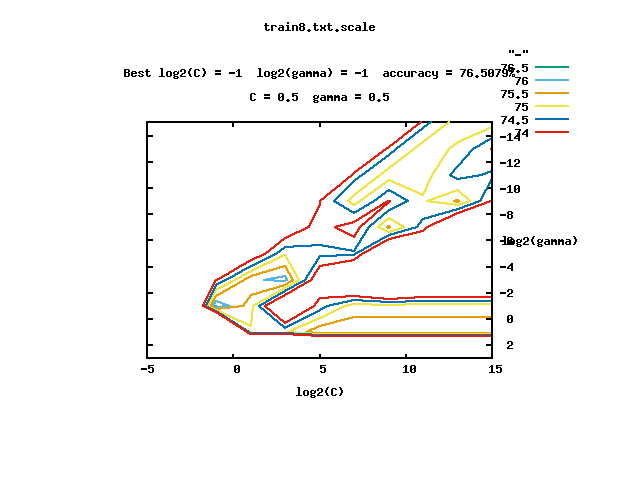 train8.txt.scale
"-"
Best log2(C) = -1  log2(gamma) = -1  accuracy = 76.5079%
76.5
76
C = 0.5  gamma = 0.5
75.5
75
74.5
74
-14
-12
-10
-8
-6
log2(gamma)
-4
-2
0
2
-5 0 5 10 15
log2(C)